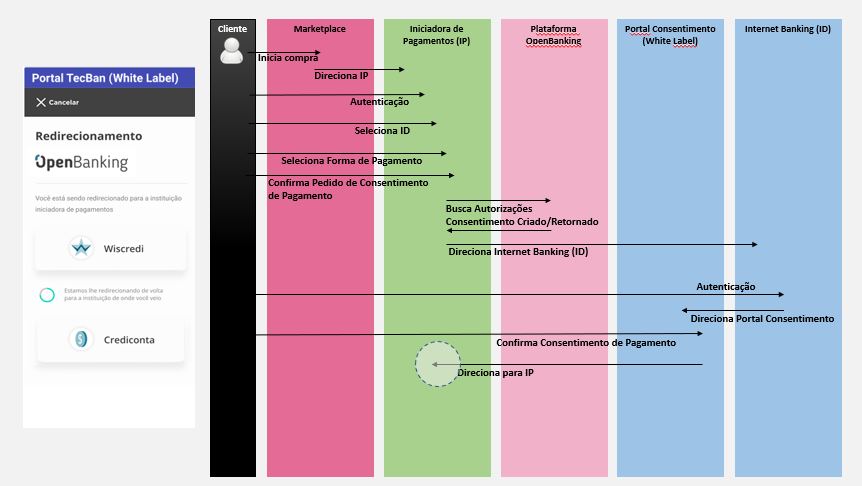 Portal TecBan (White Label)
Cancelar
Redirecionamento
OpenBanking
Você está sendo redirecionado para a instituição
iniciadora de pagamentos
Wiscredi
Estamos lhe redirecionando de volta
para a instituição de onde você veio
Crediconta
Cliente
Marketplace
Iniciadora de
Pagamentos (IP)
Plataforma
OpenBanking
Portal Consentimento
(White Label)
Internet Banking (ID)
Inicia compra
Direciona IP
Autenticação
Seleciona ID
Seleciona Forma de Pagamento
Confirma Pedido de Consentimento
de Pagamento
Busca Autorizações
Consentimento Criado/Retornado
Direciona Internet Banking (ID)
Autenticação
Direciona Portal Consentimento
Confirma Consentimento de Pagamento
Direciona para IP